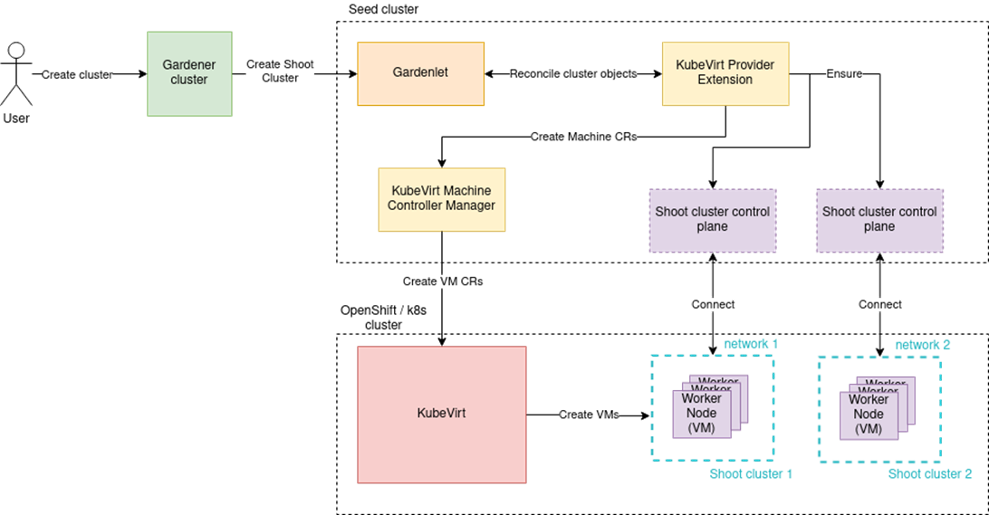 Seed cluster
User
Create cluster
Gardener
cluster
Create Shoot
Cluster
Gardenlet
Reconcile cluster objects
KubeVirt Provider
Extension
Ensure
Create Machine CRs
KubeVirt Machine
Controller Manager
Shoot cluster control
plane
Shoot cluster control
plane
Create VM CRs
Connect
Connect
OpenShift / k8s
cluster
network 1
network 2
KubeVirt
Create VMs
Worker
Worker
Worker
Node
(VM)
Worker
Worker
Worker
Node
(VM)
Shoot cluster 1
Shoot cluster 2